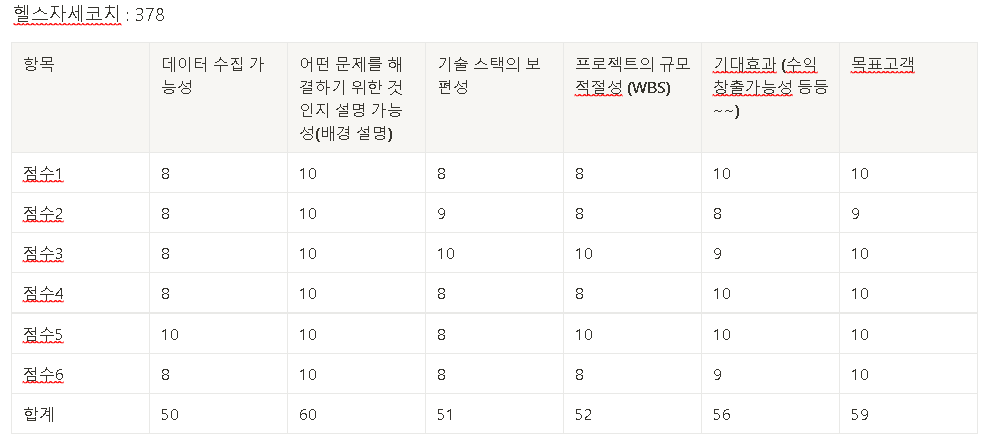 헬스자세코치 : 378
항목 데이터 수집 가능성 어떤 문제를 해결하기 위한 것인지 설명 가능성(배경 설명) 기술 스택의 보편성 프로젝트의 규모 적절성 (WBS) 기대효과 (수익 창출가능성 등등~~) 목표고객
점수1 8 10 8 8 10 10
점수2 8 10 9 8 8 9
점수3 8 10 10 10 9 10
점수4 8 10 8 8 10 10
점수5 10 10 8 10 10 10
점수6 8 10 8 8 9 10
합계 50 60 51 52 56 59